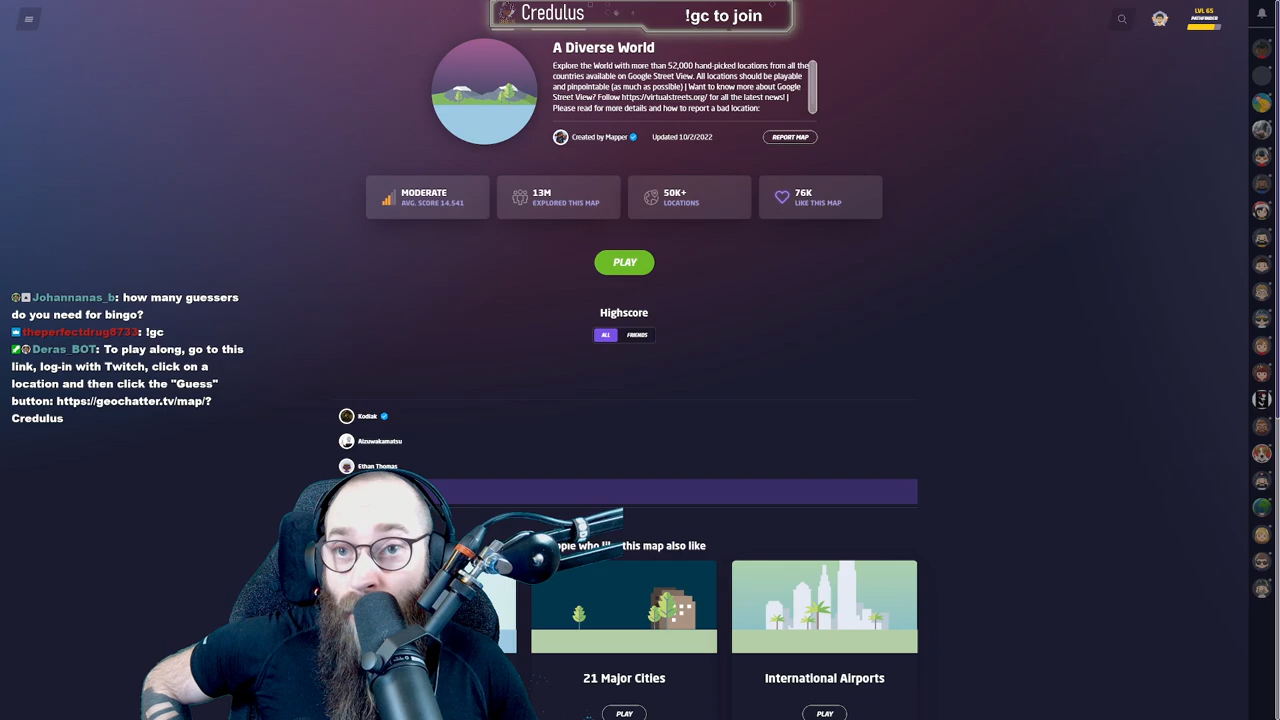 Credulus
!gc to join
LVL 65
PATHFINDER
A Diverse World
Explore the World with more than 52,000 hand-picked locations from all the
countries available on Google Street View. All locations should be playable
and pinpointable (as much as possible) | Want to know more about Google
Street View? Follow https://virtualstreets.org/ for all the latest news! |
Please read for more details and how to report a bad location:
Created by Mapper
Updated 10/2/2022
REPORT MAP
MODERATE
AVG. SCORE 14,541
13M
EXPLORED THIS MAP
50K+
LOCATIONS
76K
LIKE THIS MAP
PLAY
Johannanas_b: how many guessers
do you need for bingo?
theperfectdrug8733: !gc
Deras_BOT: To play along, go to this
link, log-in with Twitch, click on a
location and then click the "Guess"
button: https://geochatter.tv/map/?
Credulus
Highscore
ALL
FRIENDS
Kodiak
Alzuwakamatsu
Ethan Thomas
this map also like
21 Major Cities
International Airports
PLAY
PLAY